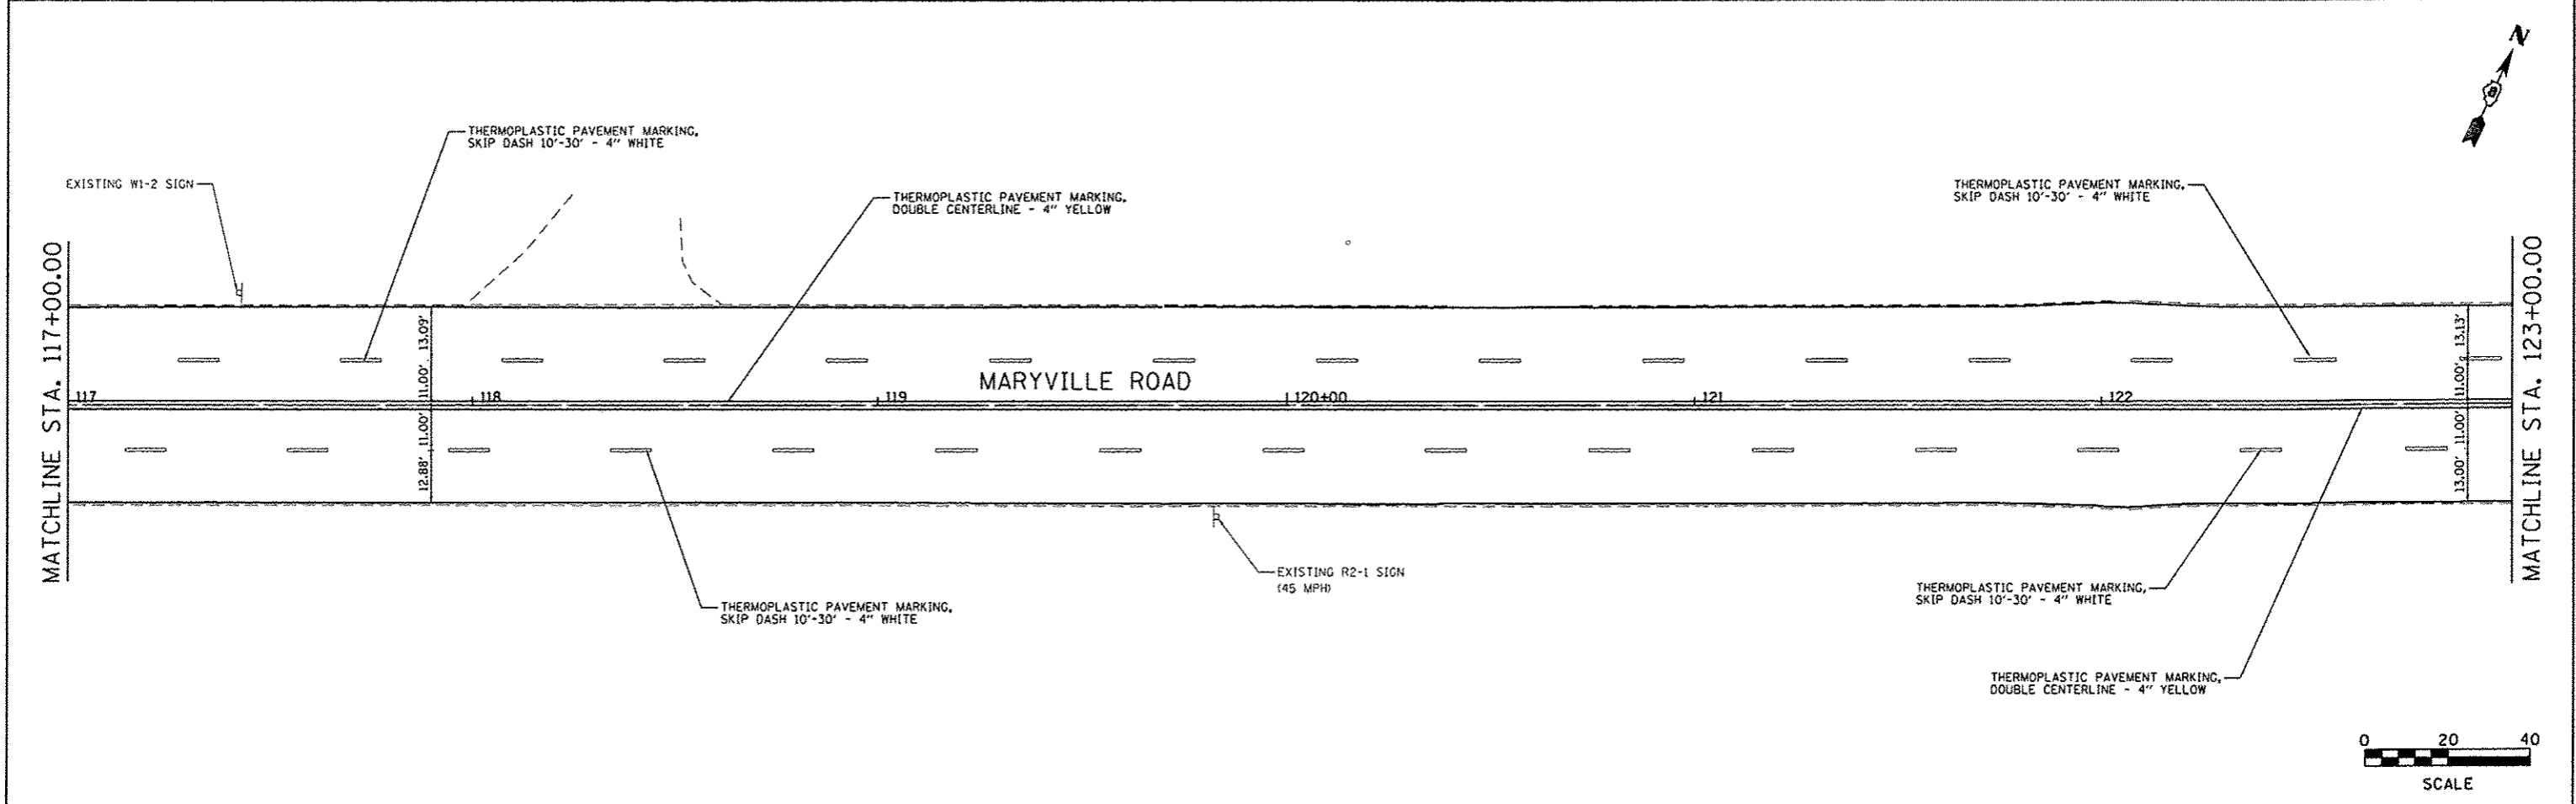 N
THERMOPLASTIC PAVEMENT MARKING,
SKIP DASH 10'-30' - 4" WHITE
EXISTING W1-2 SIGN
THERMOPLASTIC PAVEMENT MARKING,
DOUBLE CENTERLINE - 4" YELLOW
THERMOPLASTIC PAVEMENT MARKING,
SKIP DASH 10'-30' - 4" WHITE
MATCHLINE STA. 117+00.00
MATCHLINE STA. 123+00.00
13.09'
11.00'
11.00'
12.88'
13.13'
11.00'
11.00'
13.00'
MARYVILLE ROAD
117
118
119
120+00
121
122
EXISTING R2-1 SIGN
(45 MPH)
THERMOPLASTIC PAVEMENT MARKING,
SKIP DASH 10'-30' - 4" WHITE
THERMOPLASTIC PAVEMENT MARKING,
SKIP DASH 10'-30' - 4" WHITE
THERMOPLASTIC PAVEMENT MARKING,
DOUBLE CENTERLINE - 4" YELLOW
0 20 40
SCALE